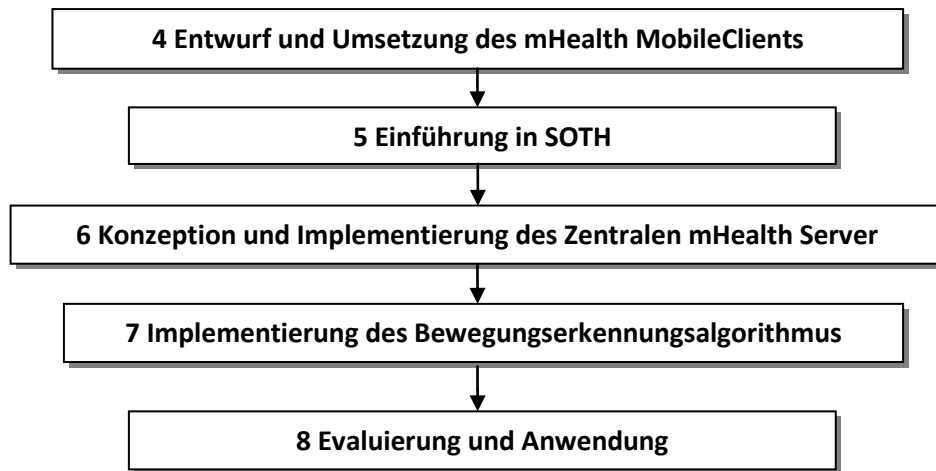 4 Entwurf und Umsetzung des mHealth MobileClients
5 Einführung in SOTH
6 Konzeption und Implementierung des Zentralen mHealth Server
7 Implementierung des Bewegungserkennungsalgorithmus
8 Evaluierung und Anwendung